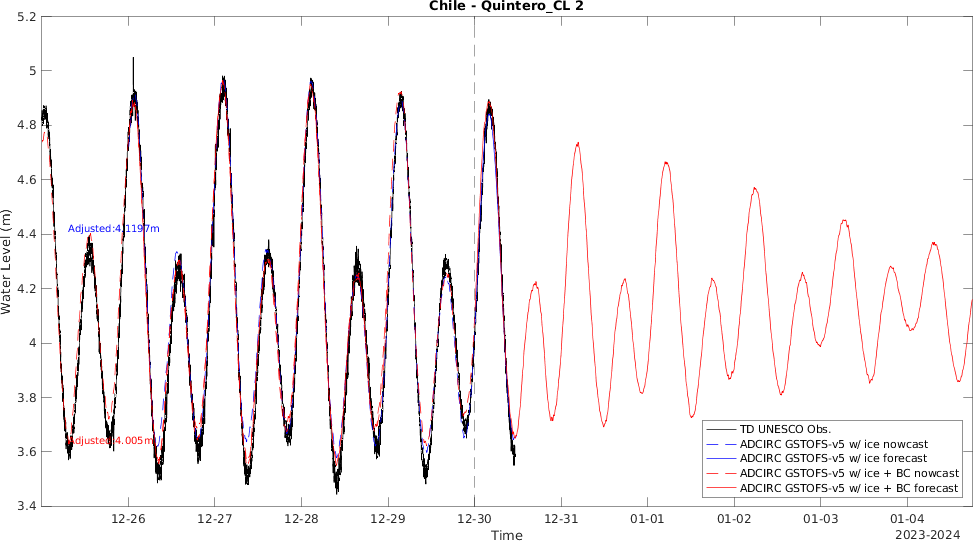 Chile - Quintero_CL 2
5.2
5
4.8
4.6
4.4
4.2
4
3.8
3.6
3.4
Water Level (m)
Adjusted:4.1197m
Adjusted:4.005m
TD UNESCO Obs.
ADCIRC GSTOFS-v5 w/ ice nowcast
ADCIRC GSTOFS-v5 w/ ice forecast
ADCIRC GSTOFS-v5 w/ ice + BC nowcast
ADCIRC GSTOFS-v5 w/ ice + BC forecast
12-26 12-27 12-28 12-29 12-30 12-31 01-01 01-02 01-03 01-04
Time
2023-2024